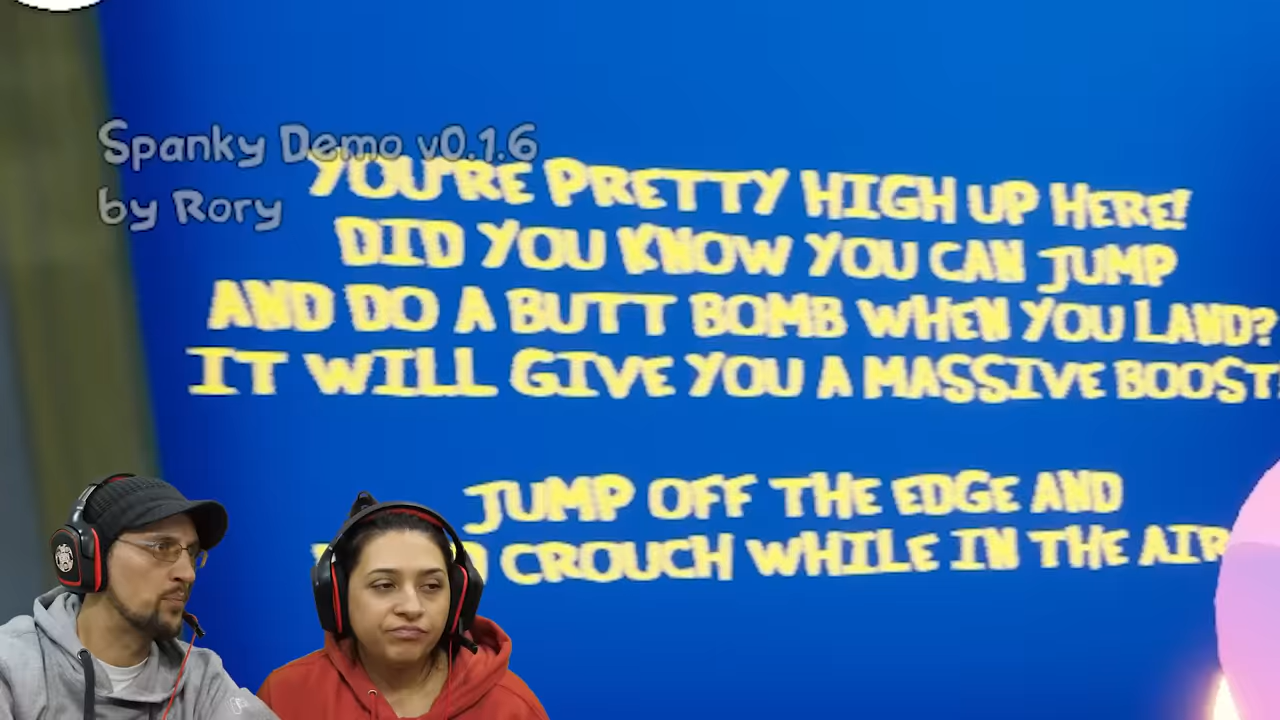 Spanky Demo v0.1.6
by Rory
YOU'RE PRETTY HIGH UP HERE!
DID YOU KNOW YOU CAN JUMP
AND DO A BUTT BOMB WHEN YOU LAND?
IT WILL GIVE YOU A MASSIVE BOOST!
JUMP OFF THE EDGE AND
CROUCH WHILE IN THE AIR